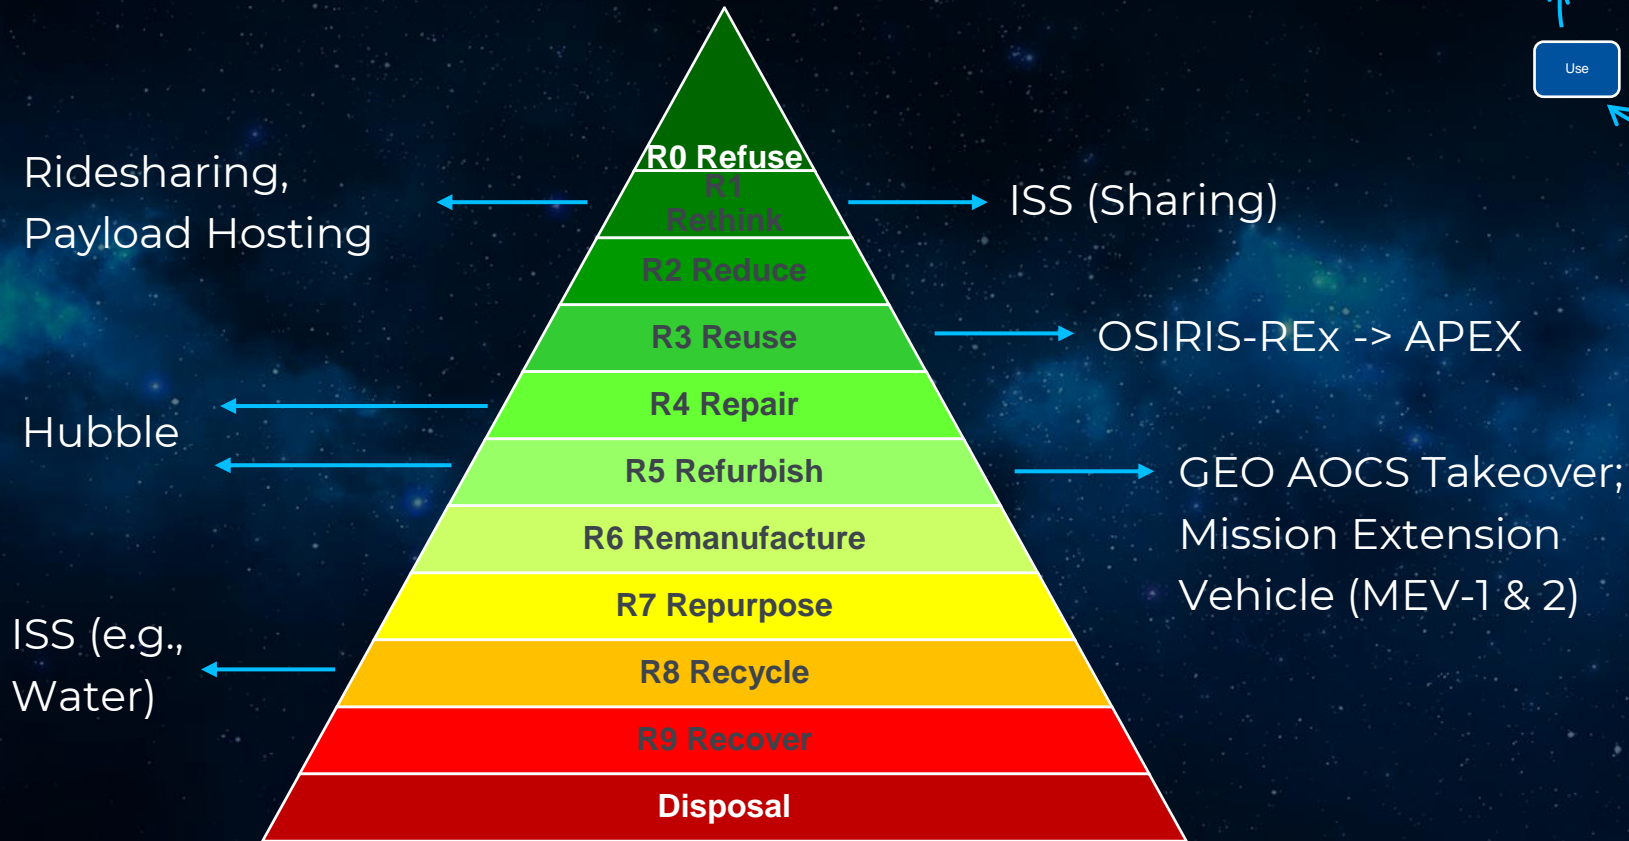 Use
R0 Refuse
Ridesharing,
Payload Hosting
R1
Rethink
ISS (Sharing)
R2 Reduce
R3 Reuse
OSIRIS-REx -> APEX
R4 Repair
Hubble
R5 Refurbish
GEO AOCS Takeover;
Mission Extension
Vehicle (MEV-1 & 2)
R6 Remanufacture
R7 Repurpose
ISS (e.g.,
Water)
R8 Recycle
R9 Recover
Disposal